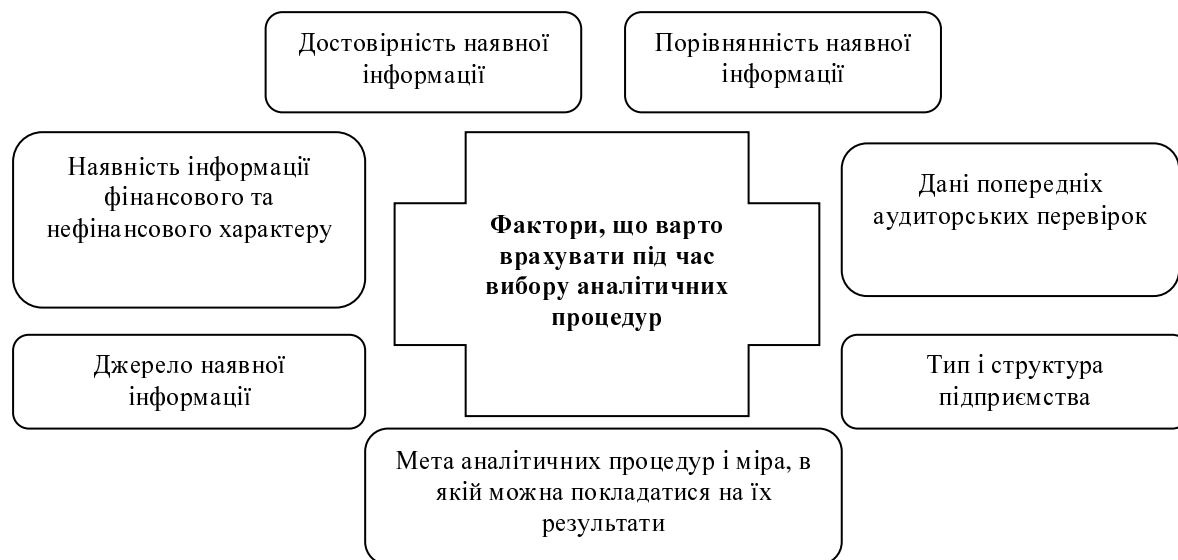 Достовірність наявної
інформації
Порівнянність наявної
інформації
Наявність інформації
фінансового та
нефінансового характеру
Фактори, що варто
врахувати під час
вибору аналітичних
процедур
Дані попередніх
аудиторських перевірок
Джерело наявної
інформації
Тип і структура
підприємства
Мета аналітичних процедур і міра, в
якій можна покладатися на їх
результати